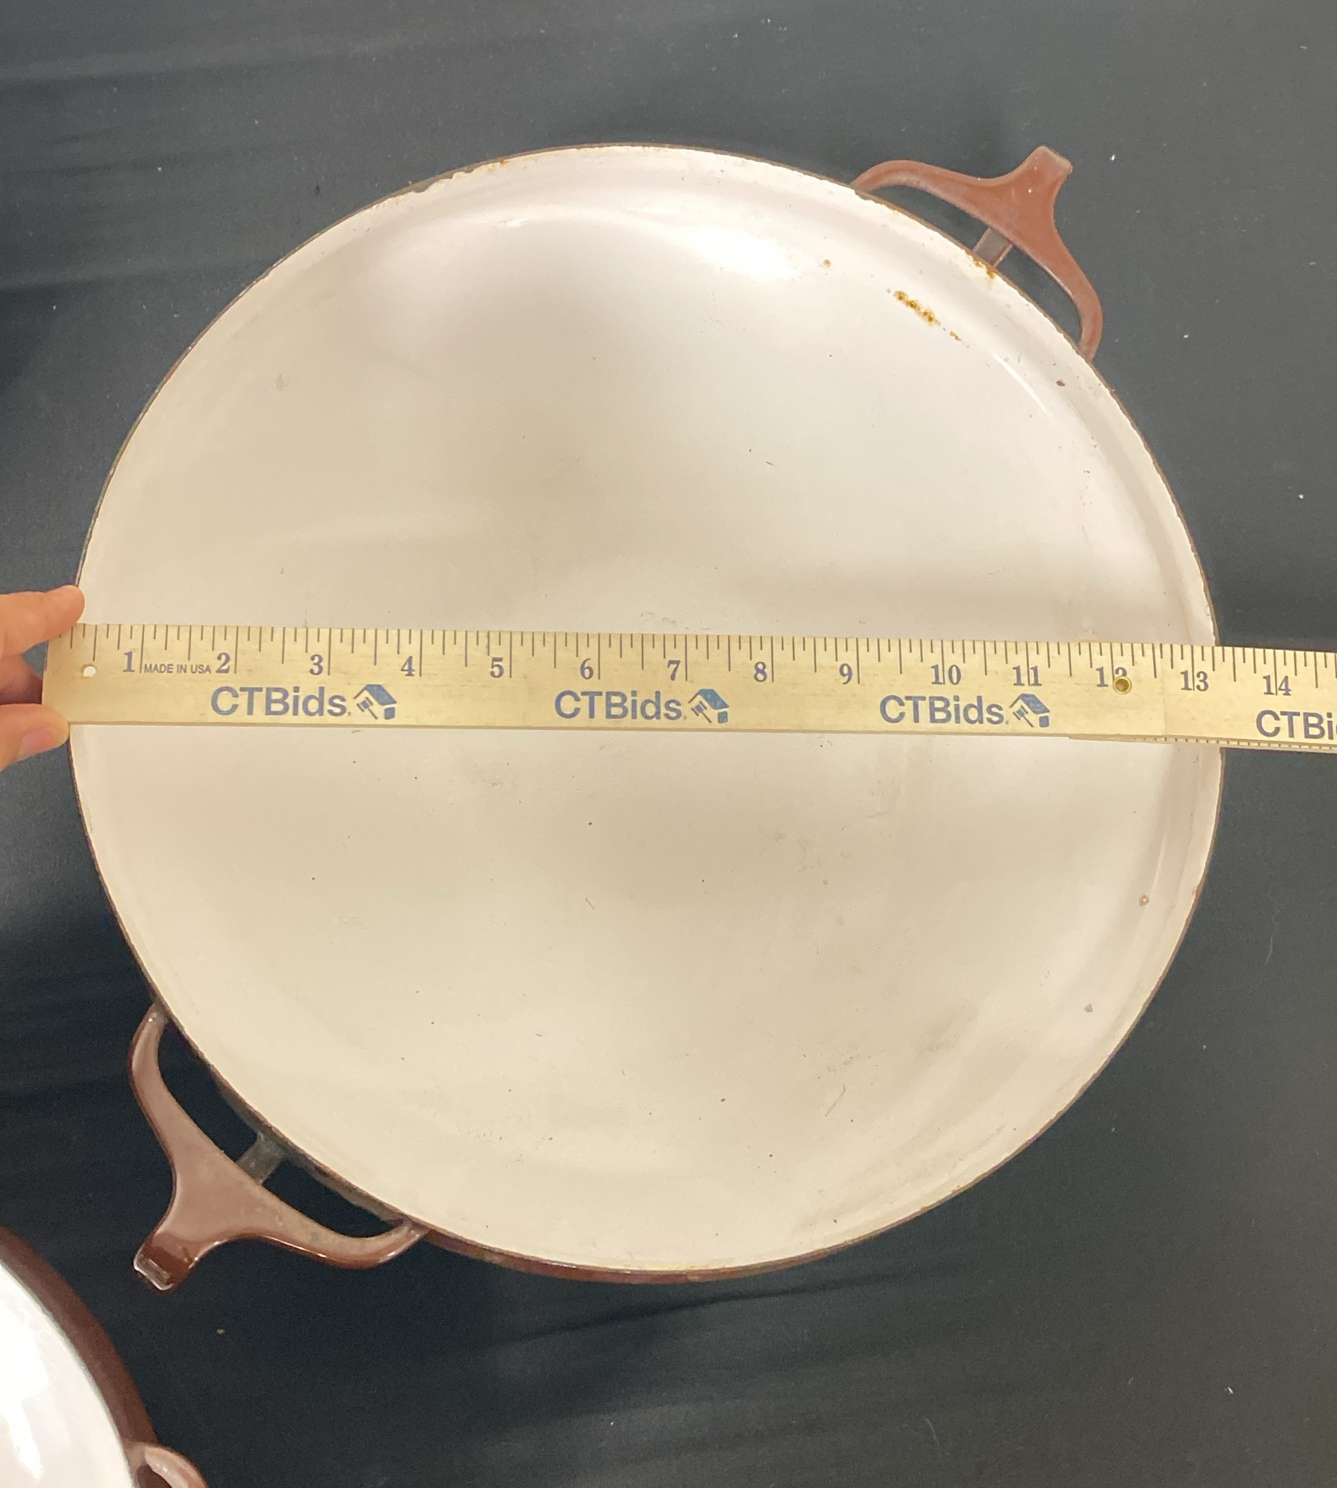 1 MADE IN USA 2 3 4 5 6 7 8 9 10 11 12 13 14
CTBids. CTBids. CTBids. CTBi